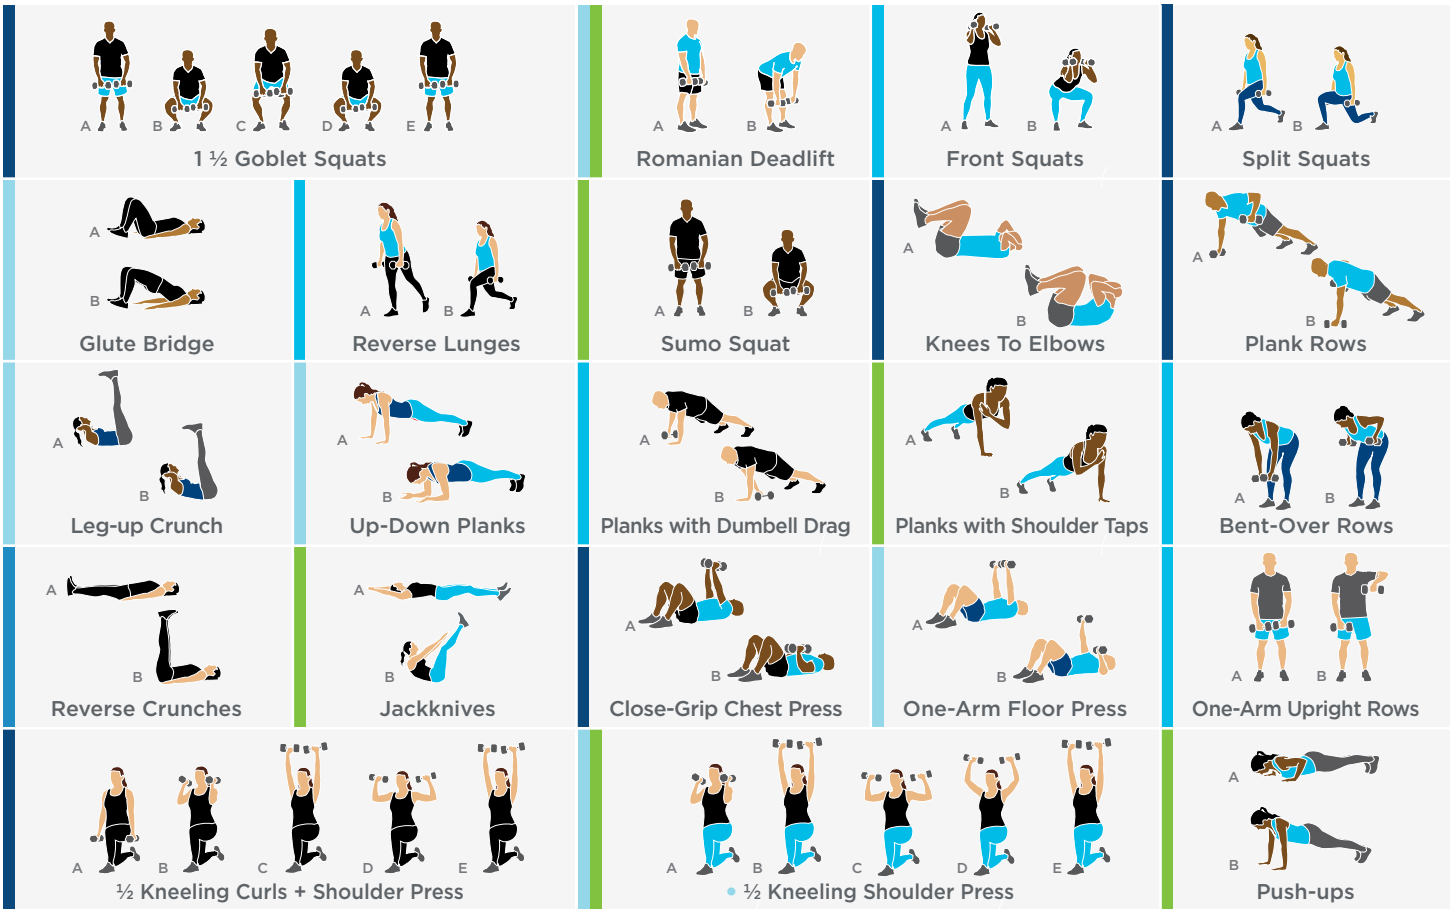 A B C D E
1 ½ Goblet Squats
A B
Romanian Deadlift
A B
Front Squats
A B
Split Squats
A
B
Glute Bridge
A B
Reverse Lunges
A B
Sumo Squat
A
B
Knees To Elbows
A
B
Plank Rows
A
B
Leg-up Crunch
A
B
Up-Down Planks
A
B
Planks with Dumbell Drag
A
B
Planks with Shoulder Taps
A B
Bent-Over Rows
A
B
Reverse Crunches
A
B
Jackknives
A
B
Close-Grip Chest Press
A
B
One-Arm Floor Press
A B
One-Arm Upright Rows
A B C D E
½ Kneeling Curls + Shoulder Press
A B C D E
• ½ Kneeling Shoulder Press
A
B
Push-ups